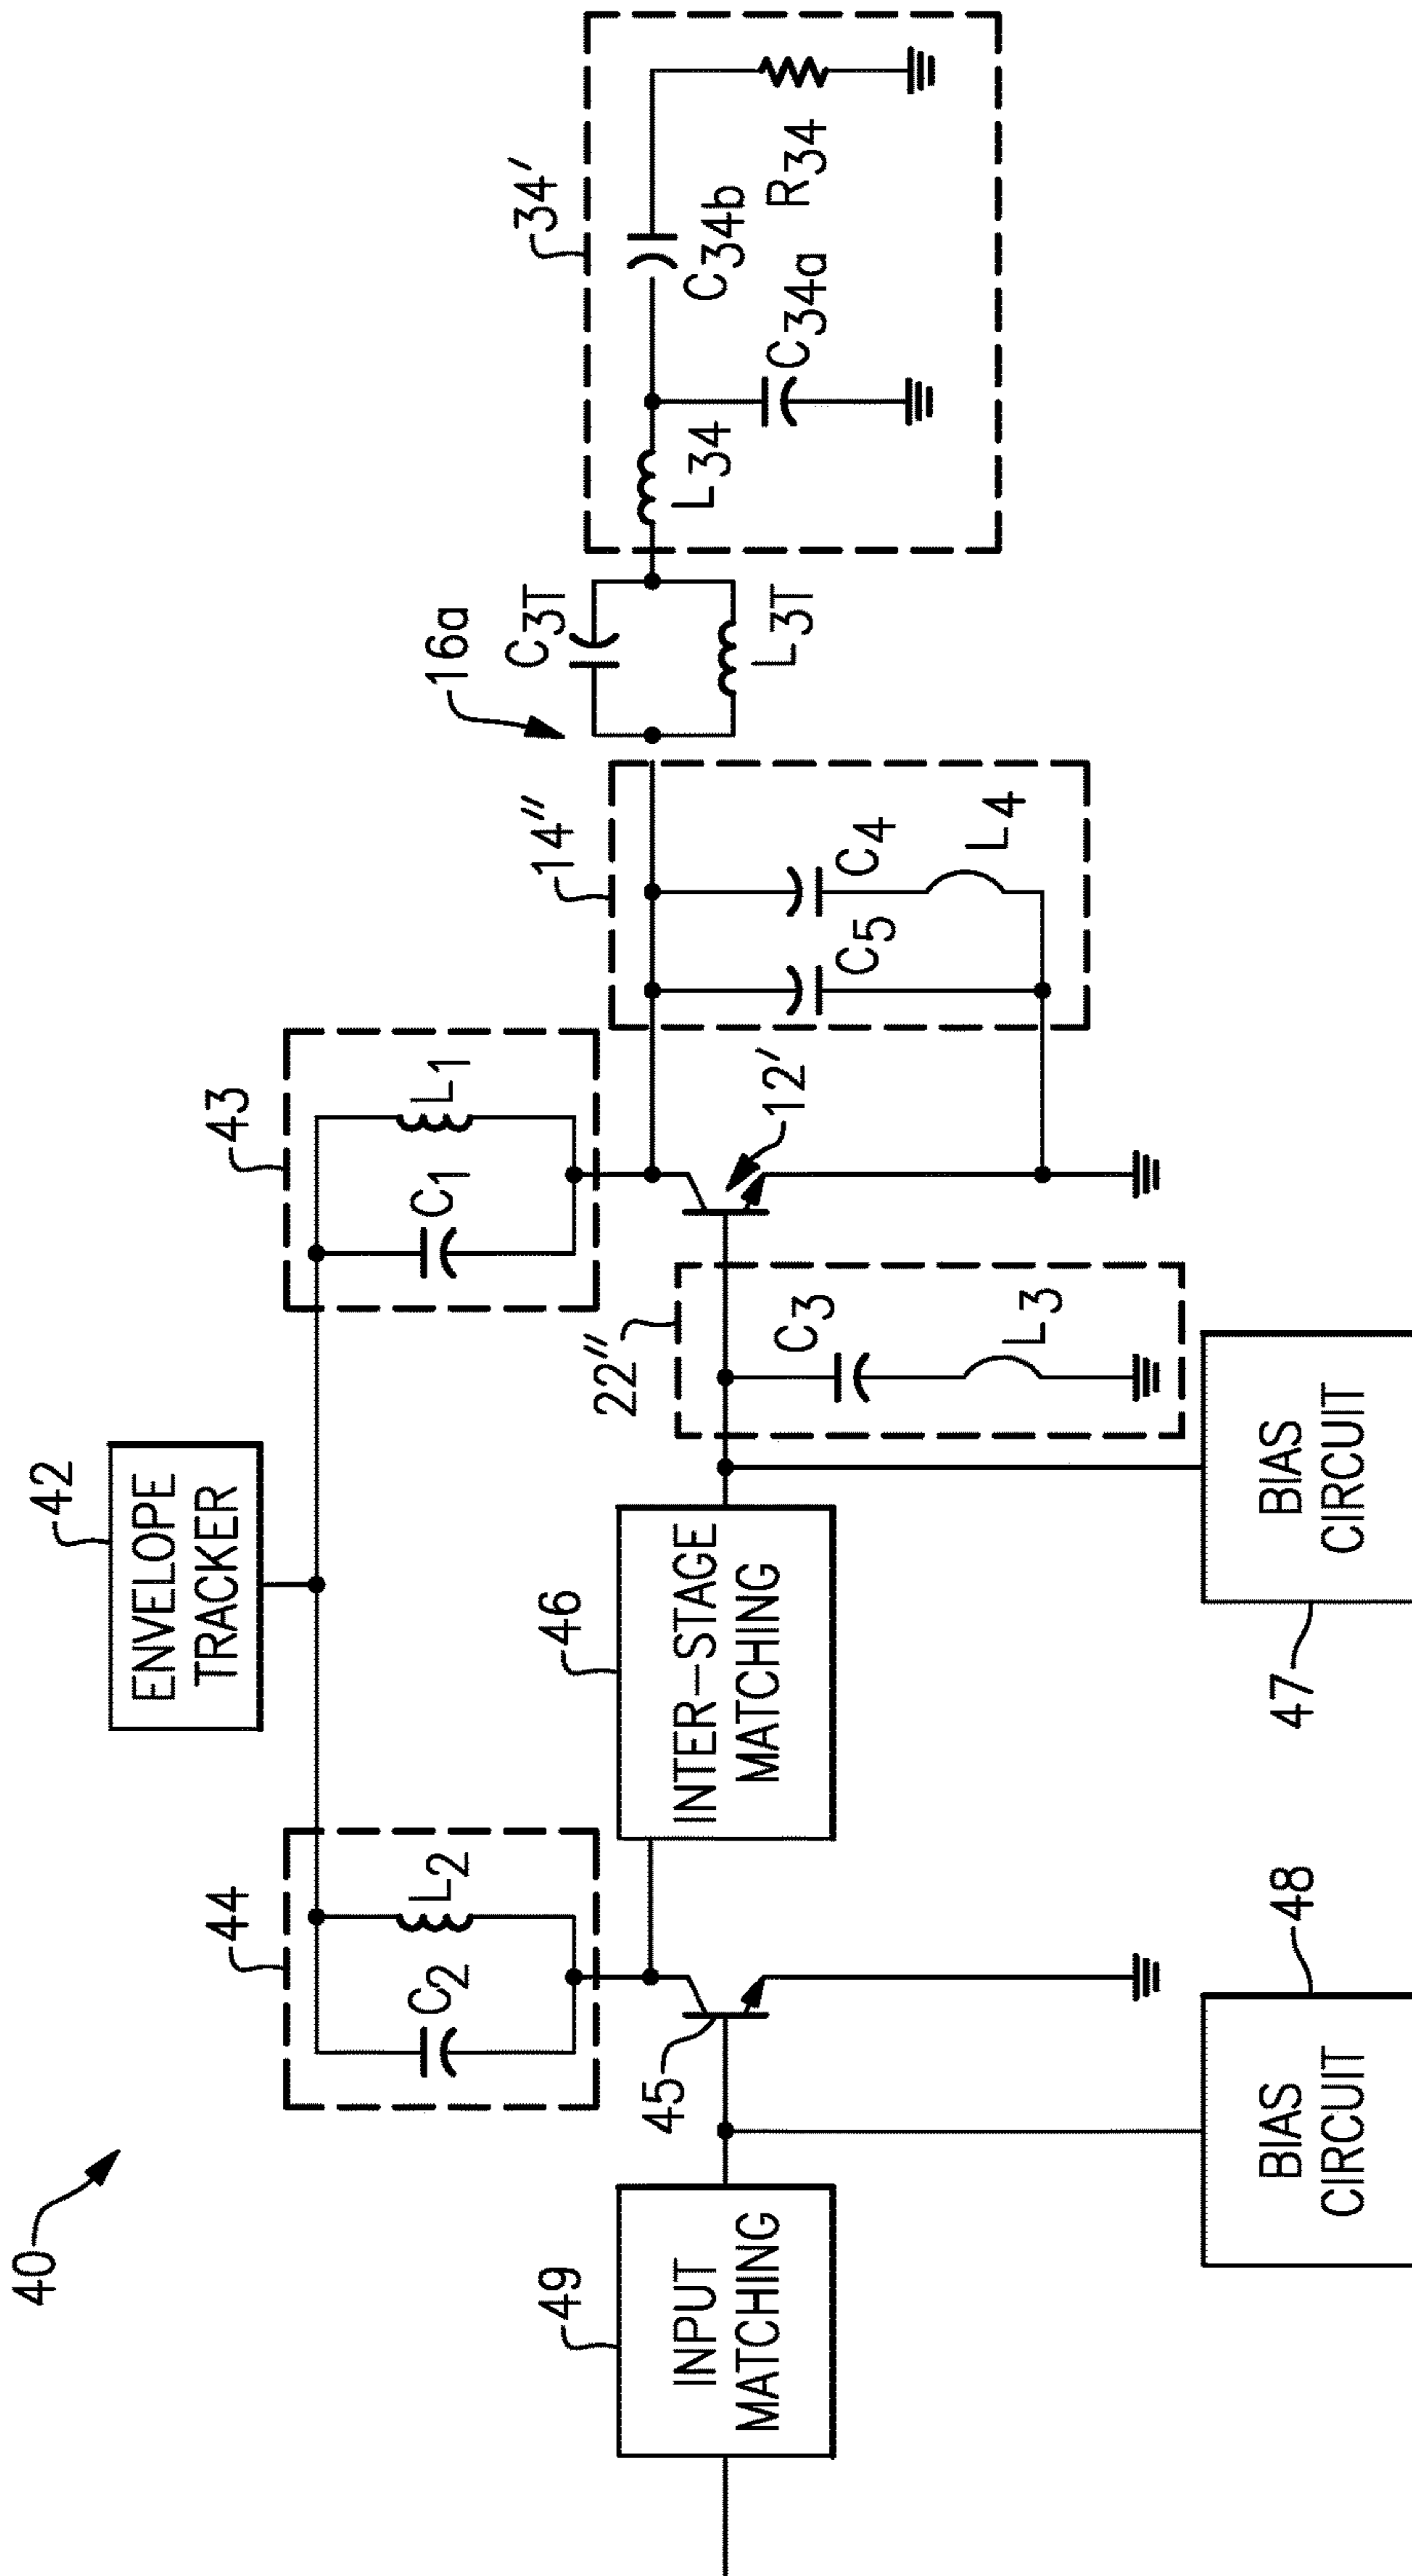 40
42
ENVELOPE
TRACKER
44
C2
L2
43
C1
L1
49
INPUT
MATCHING
45
46
INTER-STAGE
MATCHING
22"
C3
L3
12'
14"
C5
C4
L4
16a
C3T
L3T
34'
L34
C34a
C34b
R34
48
BIAS
CIRCUIT
47
BIAS
CIRCUIT